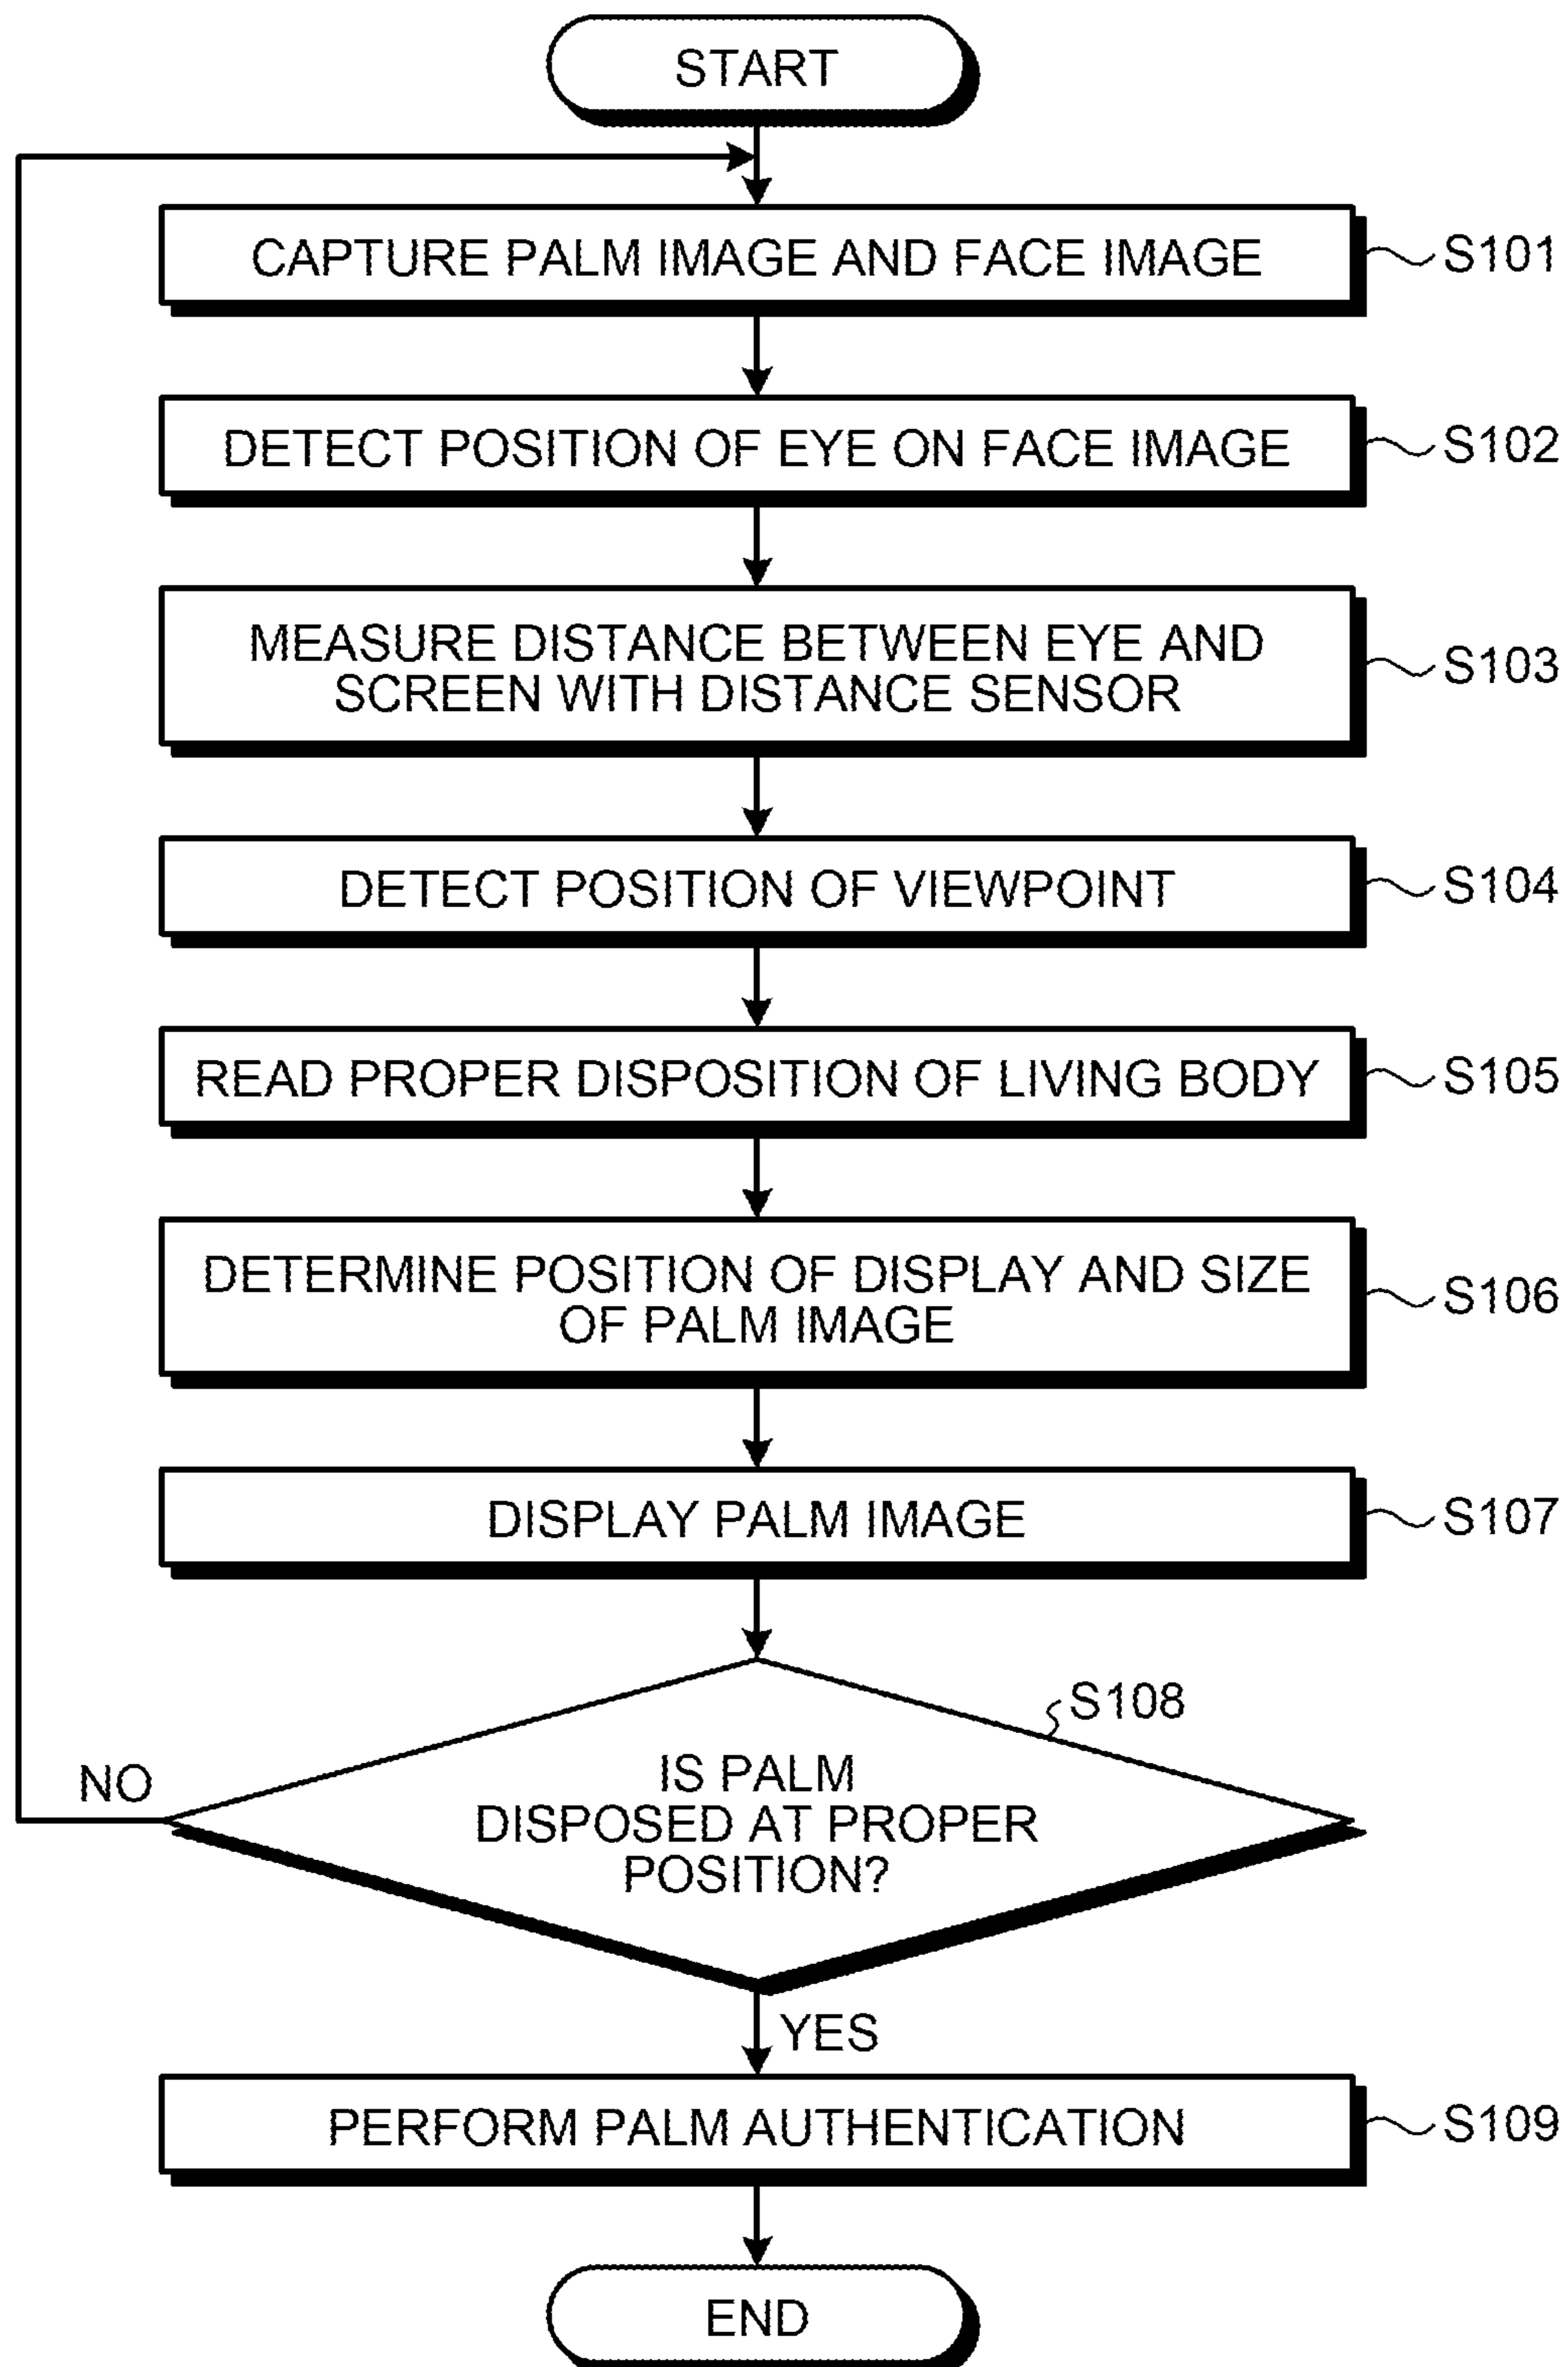 START
CAPTURE PALM IMAGE AND FACE IMAGE
S101
DETECT POSITION OF EYE ON FACE IMAGE
S102
MEASURE DISTANCE BETWEEN EYE AND
SCREEN WITH DISTANCE SENSOR
S103
DETECT POSITION OF VIEWPOINT
S104
READ PROPER DISPOSITION OF LIVING BODY
S105
DETERMINE POSITION OF DISPLAY AND SIZE
OF PALM IMAGE
S106
DISPLAY PALM IMAGE
S107
S108
IS PALM
DISPOSED AT PROPER
POSITION?
NO
YES
PERFORM PALM AUTHENTICATION
S109
END